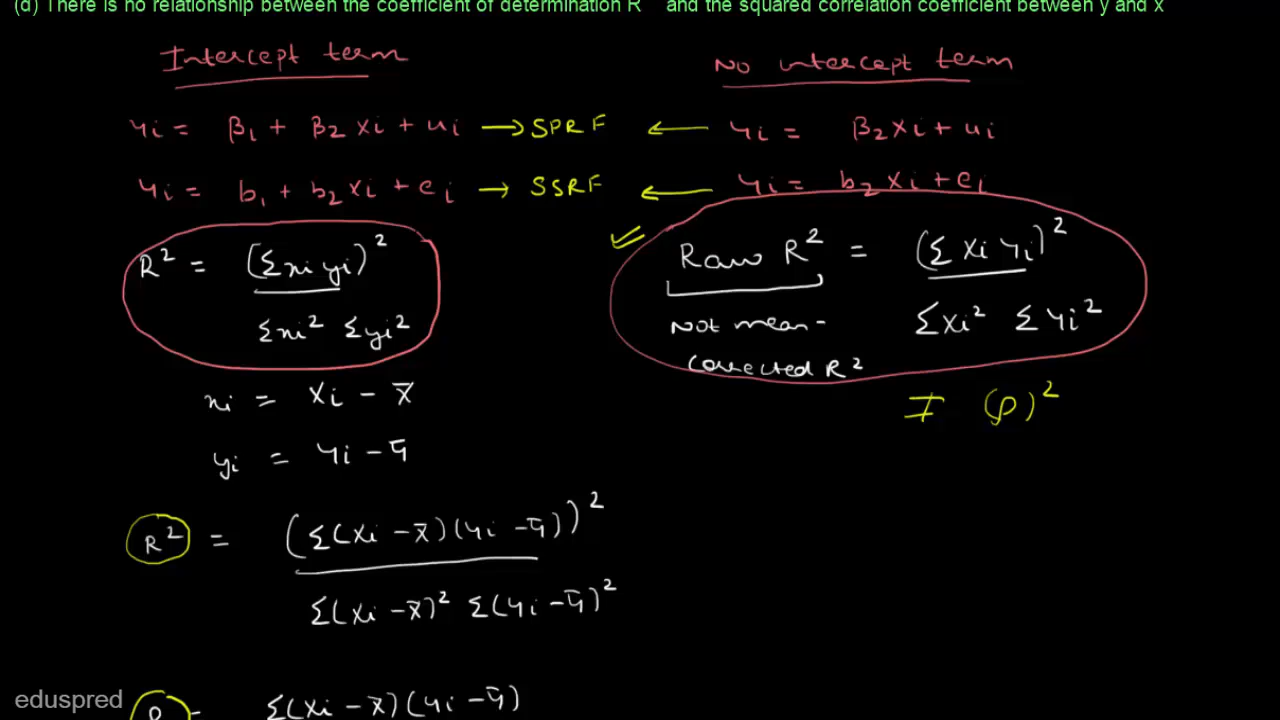 (d) There is no relationship between the coefficient of determination R and the squared correlation coefficient between y and x
Intercept term
No intercept term
Yi = β1 + β2 Xi + ui → SPRF ← Yi = β2 Xi + ui
Yi = b1 + b2 Xi + ei → SSRF ← Yi = b2 Xi + ei
R² = (Σxi yi)² / Σxi² Σyi²
Raw R² = (Σ Xi Yi)² / ΣXi² ΣYi²
Not mean-
corrected R²
≠ (ρ)²
xi = Xi − X̄
yi = Yi − Ȳ
R² = (Σ(Xi − X̄)(Yi − Ȳ))²
Σ(Xi − X̄)² Σ(Yi − Ȳ)²
Σ(Xi − X̄)(Yi − Ȳ)
eduspred